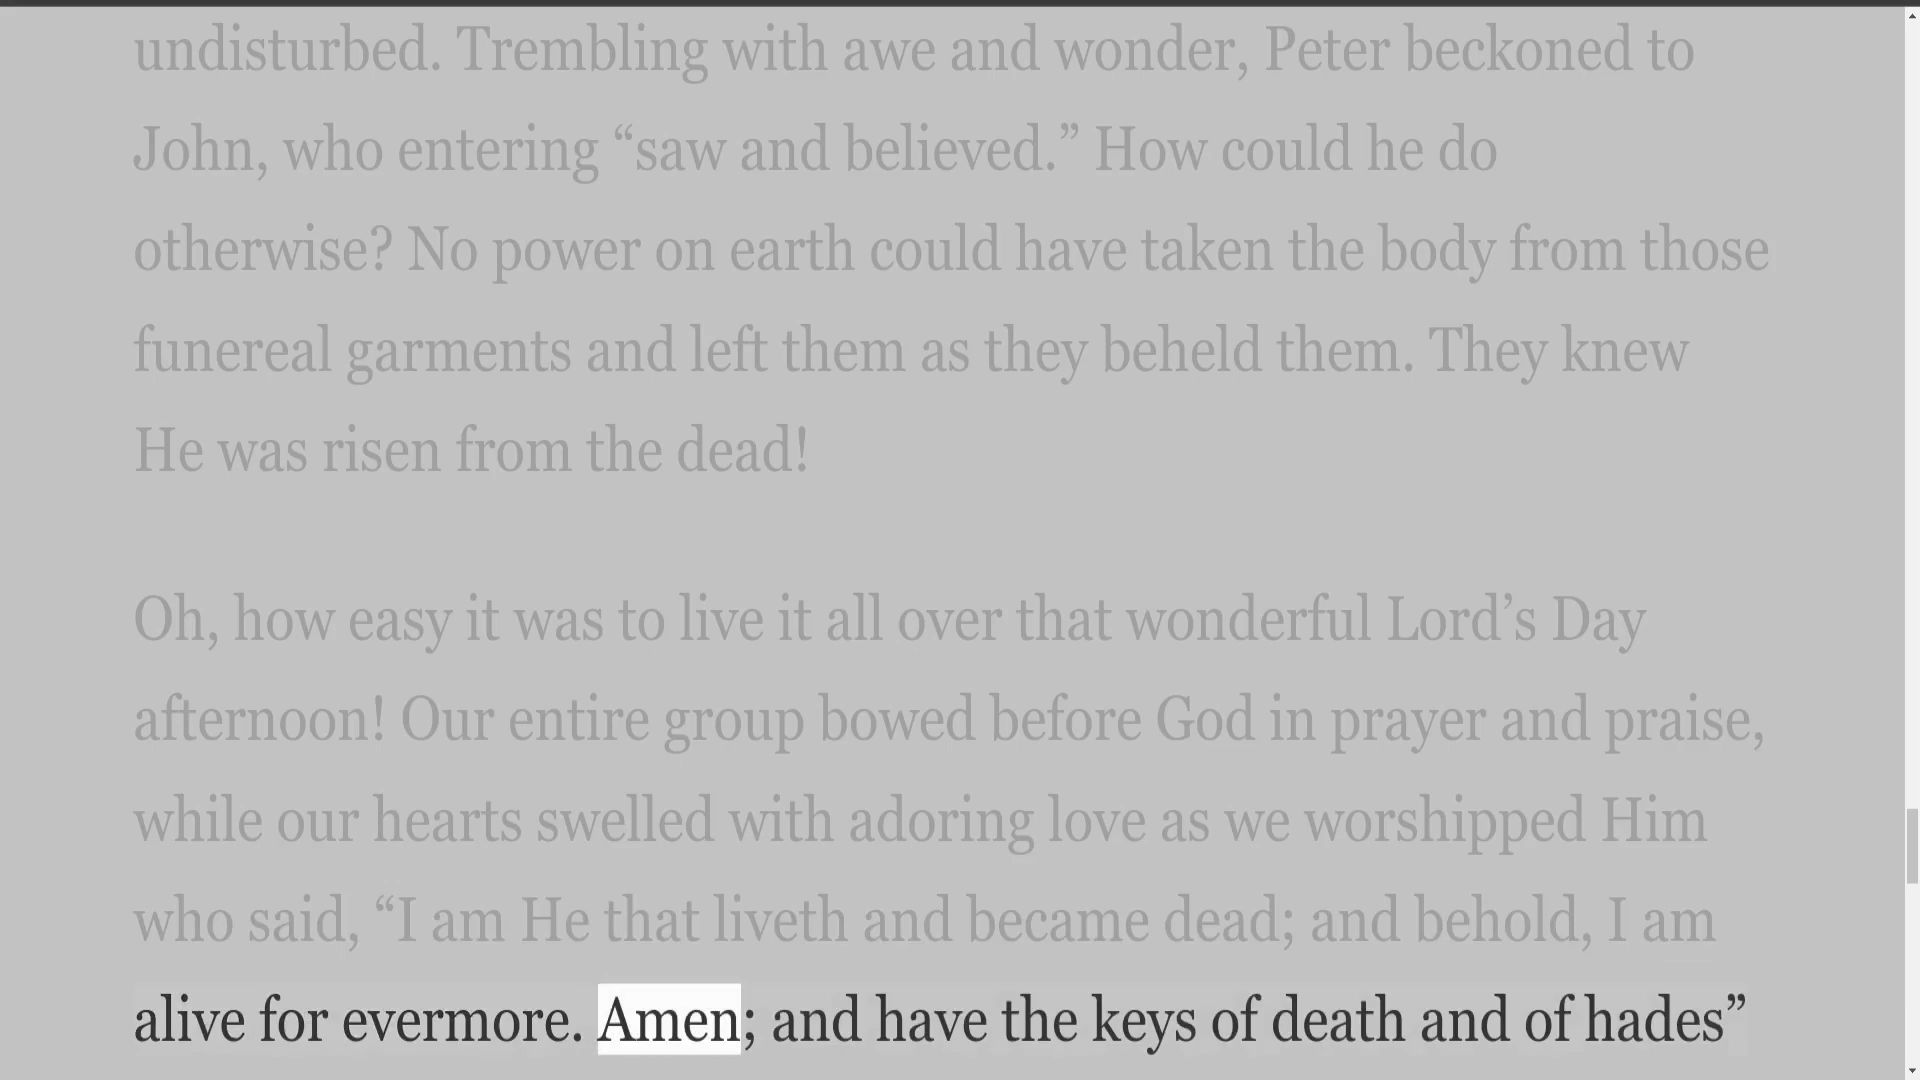 undisturbed. Trembling with awe and wonder, Peter beckoned to
John, who entering “saw and believed.” How could he do
otherwise? No power on earth could have taken the body from those
funereal garments and left them as they beheld them. They knew
He was risen from the dead!
Oh, how easy it was to live it all over that wonderful Lord’s Day
afternoon! Our entire group bowed before God in prayer and praise,
while our hearts swelled with adoring love as we worshipped Him
who said, “I am He that liveth and became dead; and behold, I am
alive for evermore. Amen; and have the keys of death and of hades”